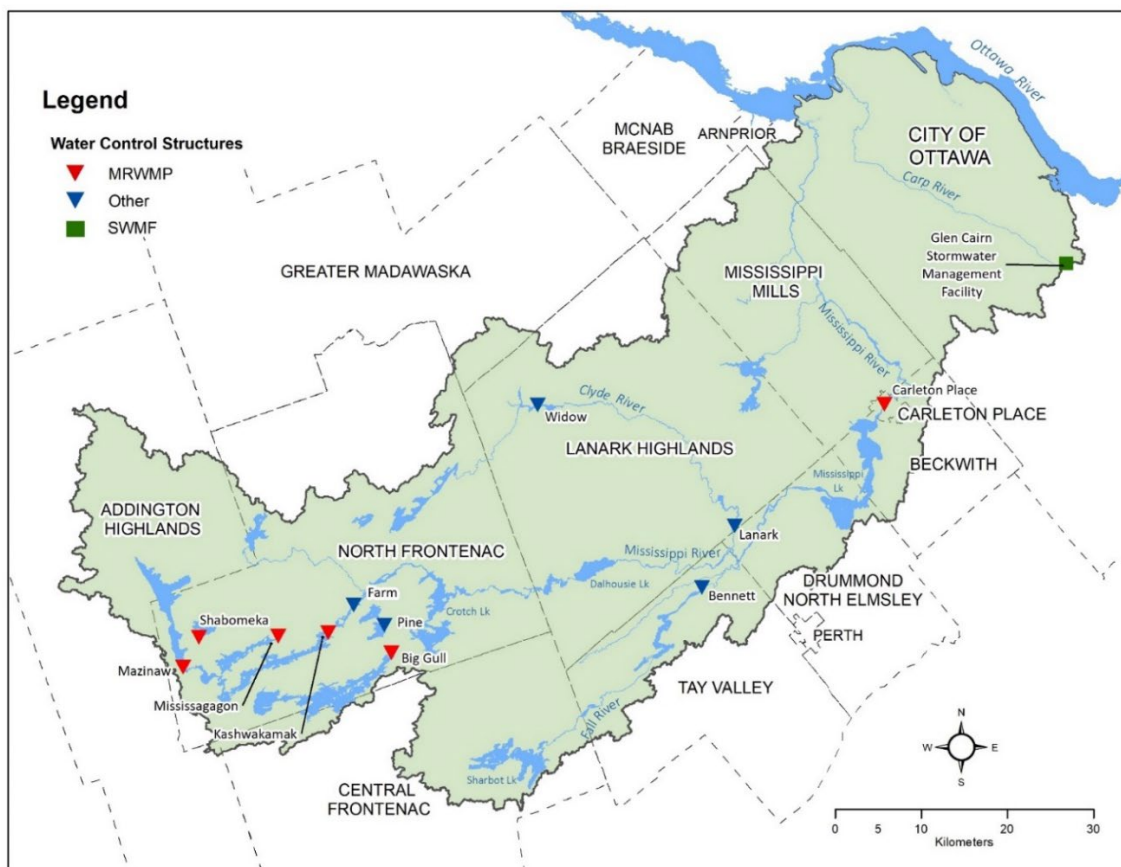 Legend
Water Control Structures
MRWMP
Other
SWMF
Ottawa River
MCNAB
BRAESIDE
ARNPRIOR
CITY OF
OTTAWA
Carp River
Glen Cairn
Stormwater
Management
Facility
GREATER MADAWASKA
MISSISSIPPI
MILLS
Mississippi River
Carleton Place
CARLETON PLACE
Clyde River
Widow
LANARK HIGHLANDS
BECKWITH
Mississippi
Lk
ADDINGTON
HIGHLANDS
NORTH FRONTENAC
Lanark
Mississippi River
Dalhousie Lk
Farm
Crotch Lk
Bennett
DRUMMOND
NORTH ELMSLEY
Shabomeka
Pine
PERTH
Mazinaw
Big Gull
Mississagagon
TAY VALLEY
Kashwakamak
Fall River
Sharbot Lk
CENTRAL
FRONTENAC
N
W
E
S
0 5 10 20 30
Kilometers